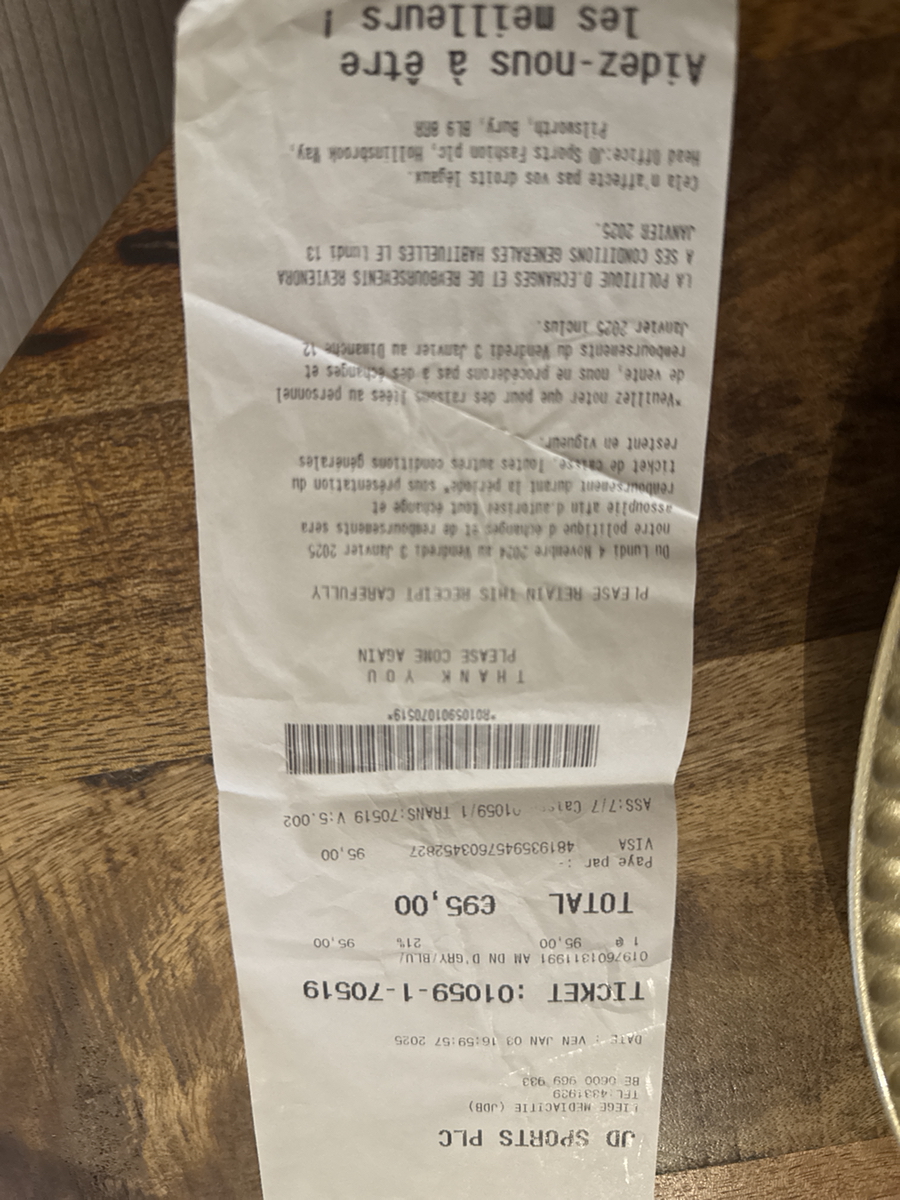 JD SPORTS PLC
LIEGE MEDIACITIE (JDB)
TEL:4331929
BE 0600 969 933
DATE : VEN JAN 03 16:59:57 2025
TICKET :01059-1-70519
0197601311991 AM DN D'GRY/BLU/
1 @ 95,00 21% 95,00
TOTAL €95,00
Paye par :-
VISA 48193559457603452827 95,00
ASS:7/7 01059/1 TRANS:70519 V:5.002
*R0105901070519*
T H A N K Y O U
PLEASE COME AGAIN
PLEASE RETAIN THIS RECEIPT CAREFULLY
Du Lundi 4 Novembre 2024 au Vendredi 3 Janvier 2025
notre politique d'échanges et de remboursements sera
assouplie afin d'autoriser tout échange et
remboursement durant la période* sous présentation du
ticket de caisse. Toutes autres conditions générales
restent en vigueur.
*Veuillez noter que pour des raisons liées au personnel
de vente, nous ne procéderons pas à des échanges et
remboursements du Vendredi 3 Janvier au Dimanche 12
Janvier 2025 inclus.
LA POLITIQUE D.ECHANGES ET DE REMBOURSEMENTS REVIENDRA
A SES CONDITIONS GENERALES HABITUELLES LE Lundi 13
JANVIER 2025.
Cela n'affecte pas vos droits légaux.
Head Office:JD Sports Fashion plc, Hollinsbrook Way,
Pilsworth, Bury, BL9 8RR
Aidez-nous à être
les meilleurs !